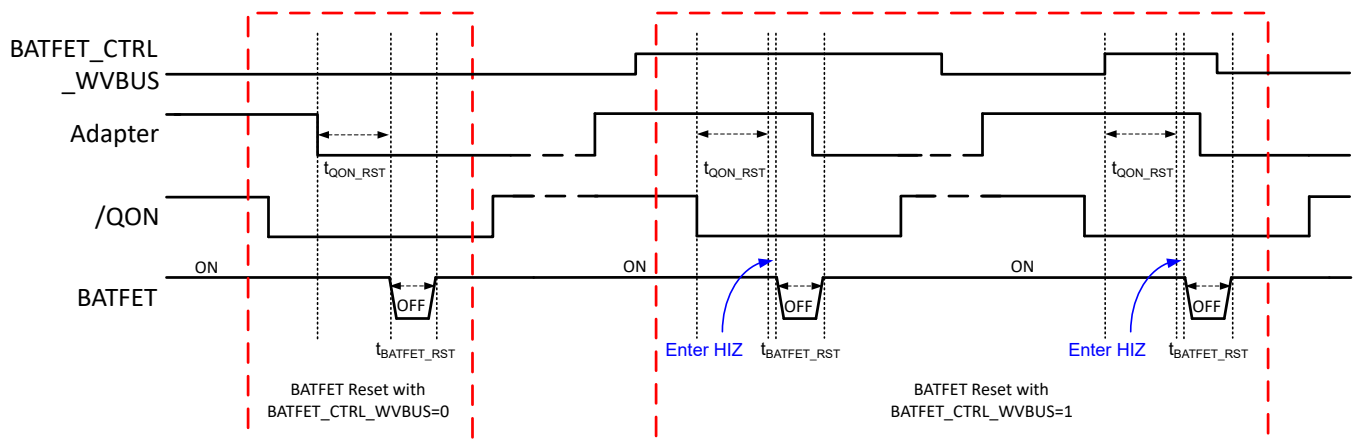 BATFET_CTRL
_WVBUS
Adapter
tQON_RST
tQON_RST
tQON_RST
/QON
ON
ON
ON
BATFET
OFF
OFF
OFF
tBATFET_RST
Enter HIZ
tBATFET_RST
Enter HIZ
tBATFET_RST
BATFET Reset with
BATFET_CTRL_WVBUS=0
BATFET Reset with
BATFET_CTRL_WVBUS=1